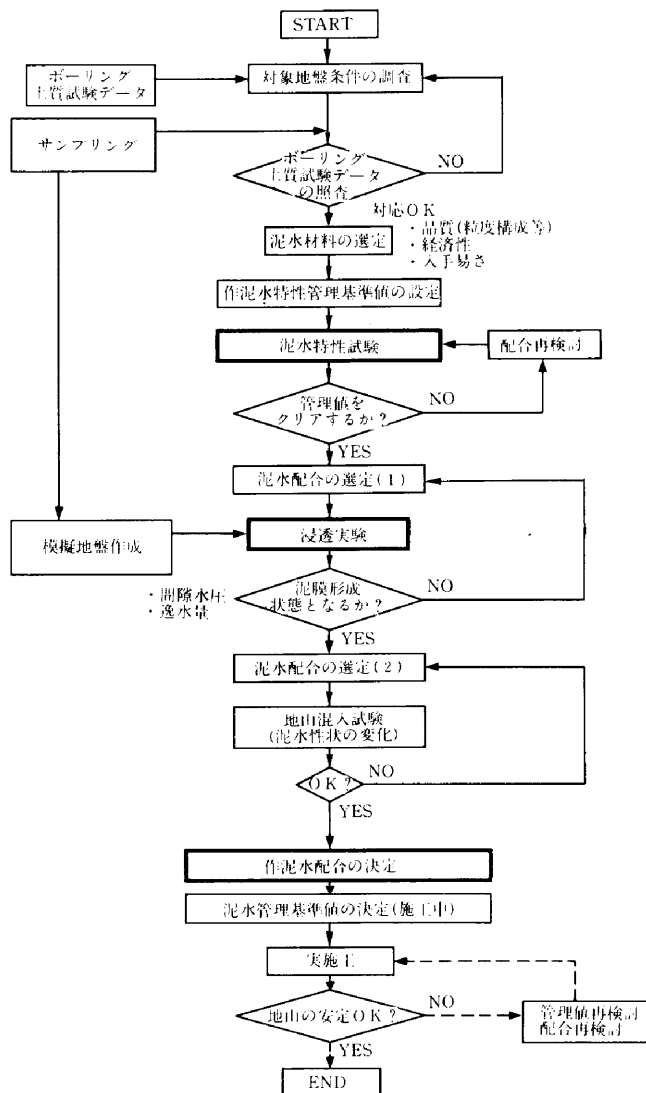 START
ボーリング
土質試験データ
対象地盤条件の調査
サンプリング
ボーリング
土質試験データ
の照査
NO
対応OK
・品質(粒度構成等)
・経済性
・入手易さ
泥水材料の選定
作泥水特性管理基準値の設定
泥水特性試験
配合再検討
管理値を
クリアするか?
NO
YES
泥水配合の選定(1)
模擬地盤作成
浸透実験
・間隙水圧
・逸水量
泥膜形成
状態となるか?
NO
YES
泥水配合の選定(2)
地山混入試験
(泥水性状の変化)
OK?
NO
YES
作泥水配合の決定
泥水管理基準値の決定(施工中)
実施工
地山の安定OK?
NO
管理値再検討
配合再検討
YES
END